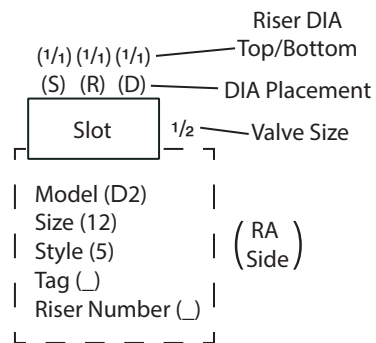 Riser DIA
Top/Bottom
(1/1) (1/1) (1/1)
(S) (R) (D)
DIA Placement
Slot
1/2
Valve Size
Model (D2)
Size (12)
Style (5)
Tag (_)
Riser Number (_)
(RA
Side)